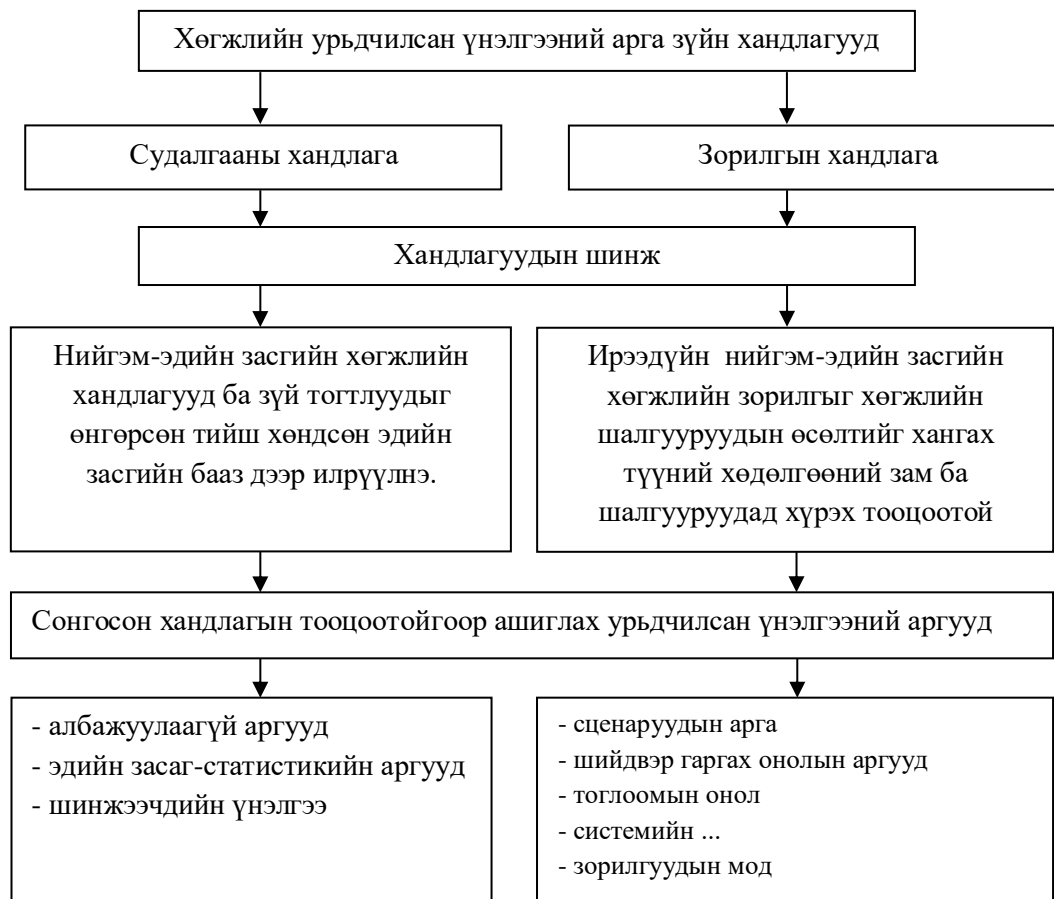 Хөгжлийн урьдчилсан үнэлгээний арга зүйн хандлагууд
Судалгааны хандлага
Зорилгын хандлага
Хандлагуудын шинж
Нийгэм-эдийн засгийн хөгжлийн
хандлагууд ба зүй тогтлуудыг
өнгөрсөн тийш хөндсөн эдийн
засгийн бааз дээр илрүүлнэ.
Ирээдүйн нийгэм-эдийн засгийн
хөгжлийн зорилгыг хөгжлийн
шалгууруудын өсөлтийг хангах
түүний хөдөлгөөний зам ба
шалгууруудад хүрэх тооцоотой
Сонгосон хандлагын тооцоотойгоор ашиглах урьдчилсан үнэлгээний аргууд
- албажуулаагүй аргууд
- эдийн засаг-статистикийн аргууд
- шинжээчдийн үнэлгээ
- сценаруудын арга
- шийдвэр гаргах онолын аргууд
- тоглоомын онол
- системийн ...
- зорилгуудын мод